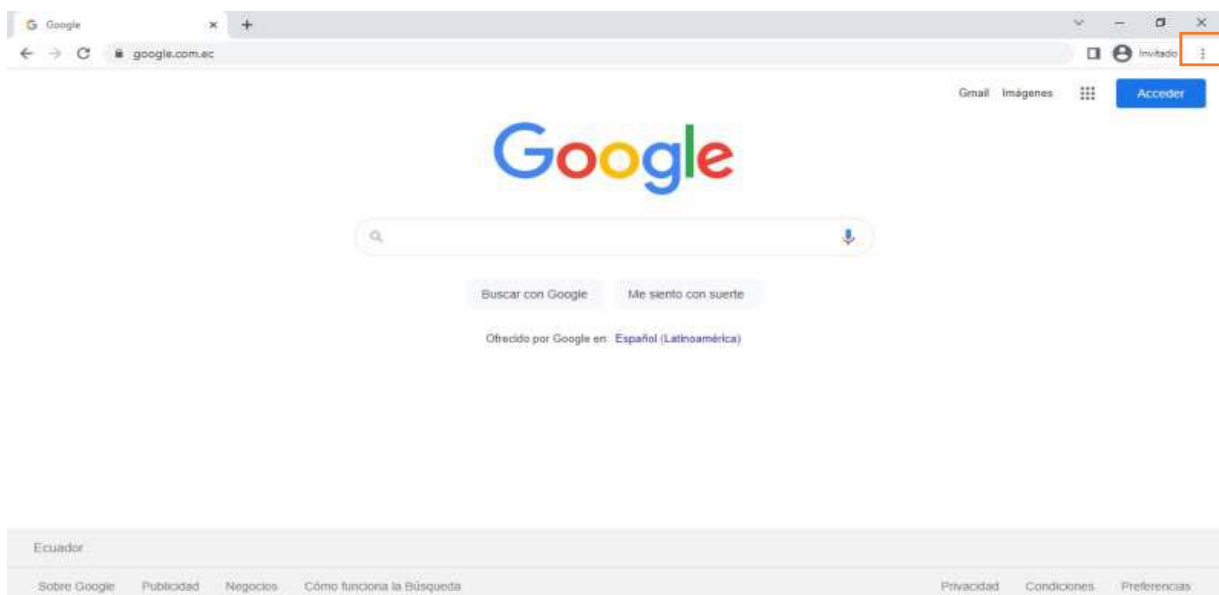 Google
google.com.ec
Invitado
Gmail Imágenes Acceder
Google
Buscar con Google Me siento con suerte
Ofrecido por Google en: Español (Latinoamérica)
Ecuador
Sobre Google Publicidad Negocios Cómo funciona la Búsqueda Privacidad Condiciones Preferencias